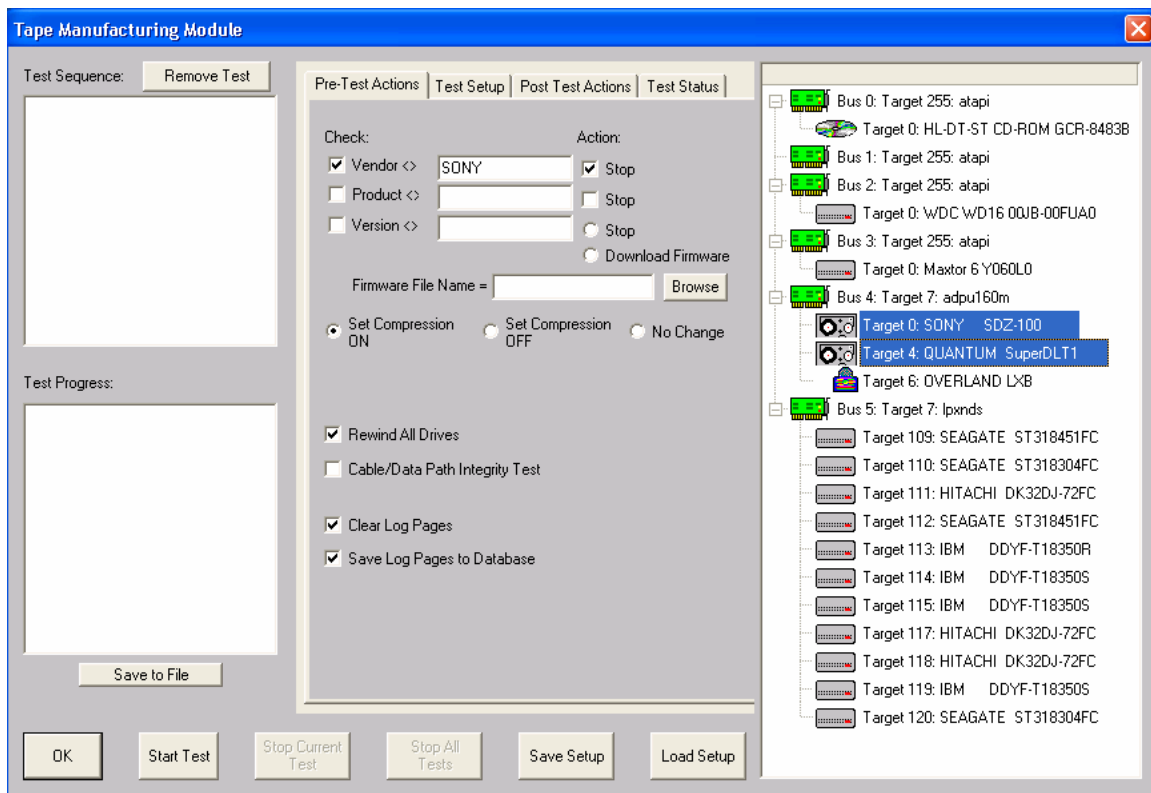 Tape Manufacturing Module
Test Sequence:
Remove Test
Test Progress:
Save to File
Pre-Test Actions
Test Setup
Post Test Actions
Test Status
Check:
Action:
Vendor <>
SONY
Stop
Product <>
Stop
Version <>
Stop
Download Firmware
Firmware File Name =
Browse
Set Compression
ON
Set Compression
OFF
No Change
Rewind All Drives
Cable/Data Path Integrity Test
Clear Log Pages
Save Log Pages to Database
Bus 0: Target 255: atapi
Target 0: HL-DT-ST CD-ROM GCR-8483B
Bus 1: Target 255: atapi
Bus 2: Target 255: atapi
Target 0: WDC WD16 00JB-00FUA0
Bus 3: Target 255: atapi
Target 0: Maxtor 6 Y060L0
Bus 4: Target 7: adpu160m
Target 0: SONY SDZ-100
Target 4: QUANTUM SuperDLT1
Target 6: OVERLAND LXB
Bus 5: Target 7: lpxnds
Target 109: SEAGATE ST318451FC
Target 110: SEAGATE ST318304FC
Target 111: HITACHI DK32DJ-72FC
Target 112: SEAGATE ST318451FC
Target 113: IBM DDYF-T18350R
Target 114: IBM DDYF-T18350S
Target 115: IBM DDYF-T18350S
Target 117: HITACHI DK32DJ-72FC
Target 118: HITACHI DK32DJ-72FC
Target 119: IBM DDYF-T18350S
Target 120: SEAGATE ST318304FC
OK
Start Test
Stop Current
Test
Stop All
Tests
Save Setup
Load Setup